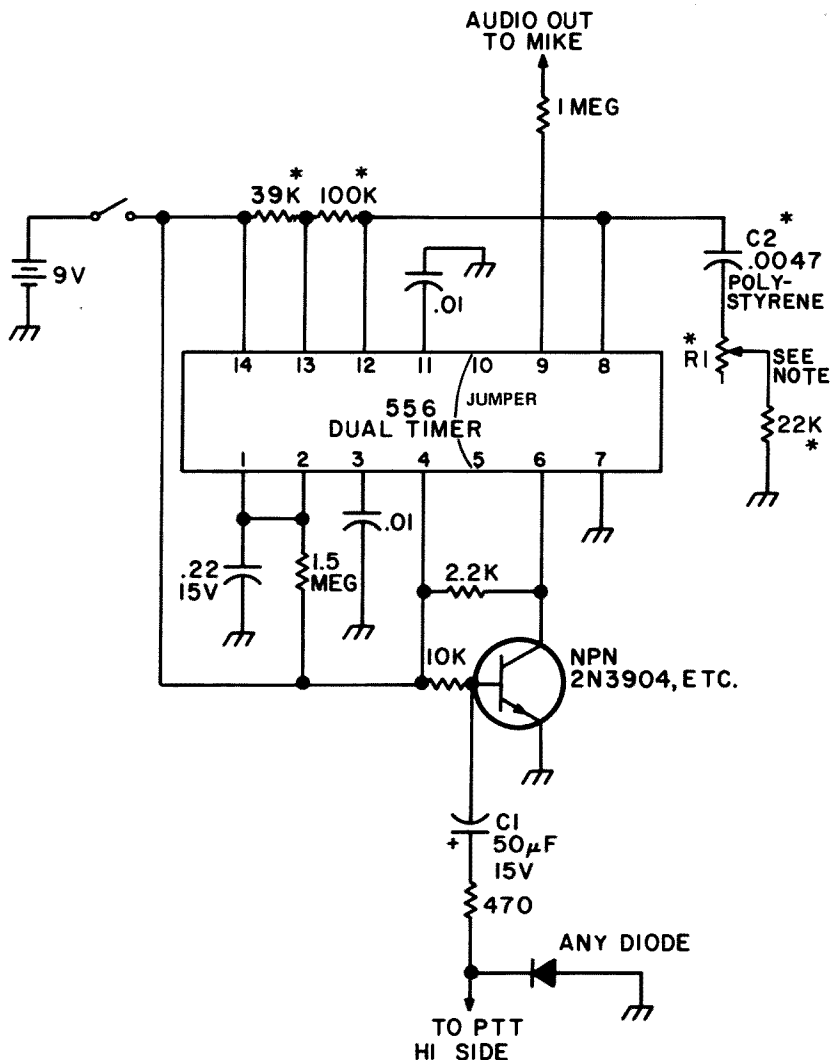 AUDIO OUT
TO MIKE
1 MEG
*
39K
*
100K
9V
.01
C2 *
.0047
POLY-
STYRENE
* R1
SEE
NOTE
22K
*
14 13 12 11 10 9 8
JUMPER
556
DUAL TIMER
1 2 3 4 5 6 7
.01
.22
15V
1.5
MEG
2.2K
10K
NPN
2N3904, ETC.
C1
+ 50µF
15V
470
ANY DIODE
TO PTT
HI SIDE